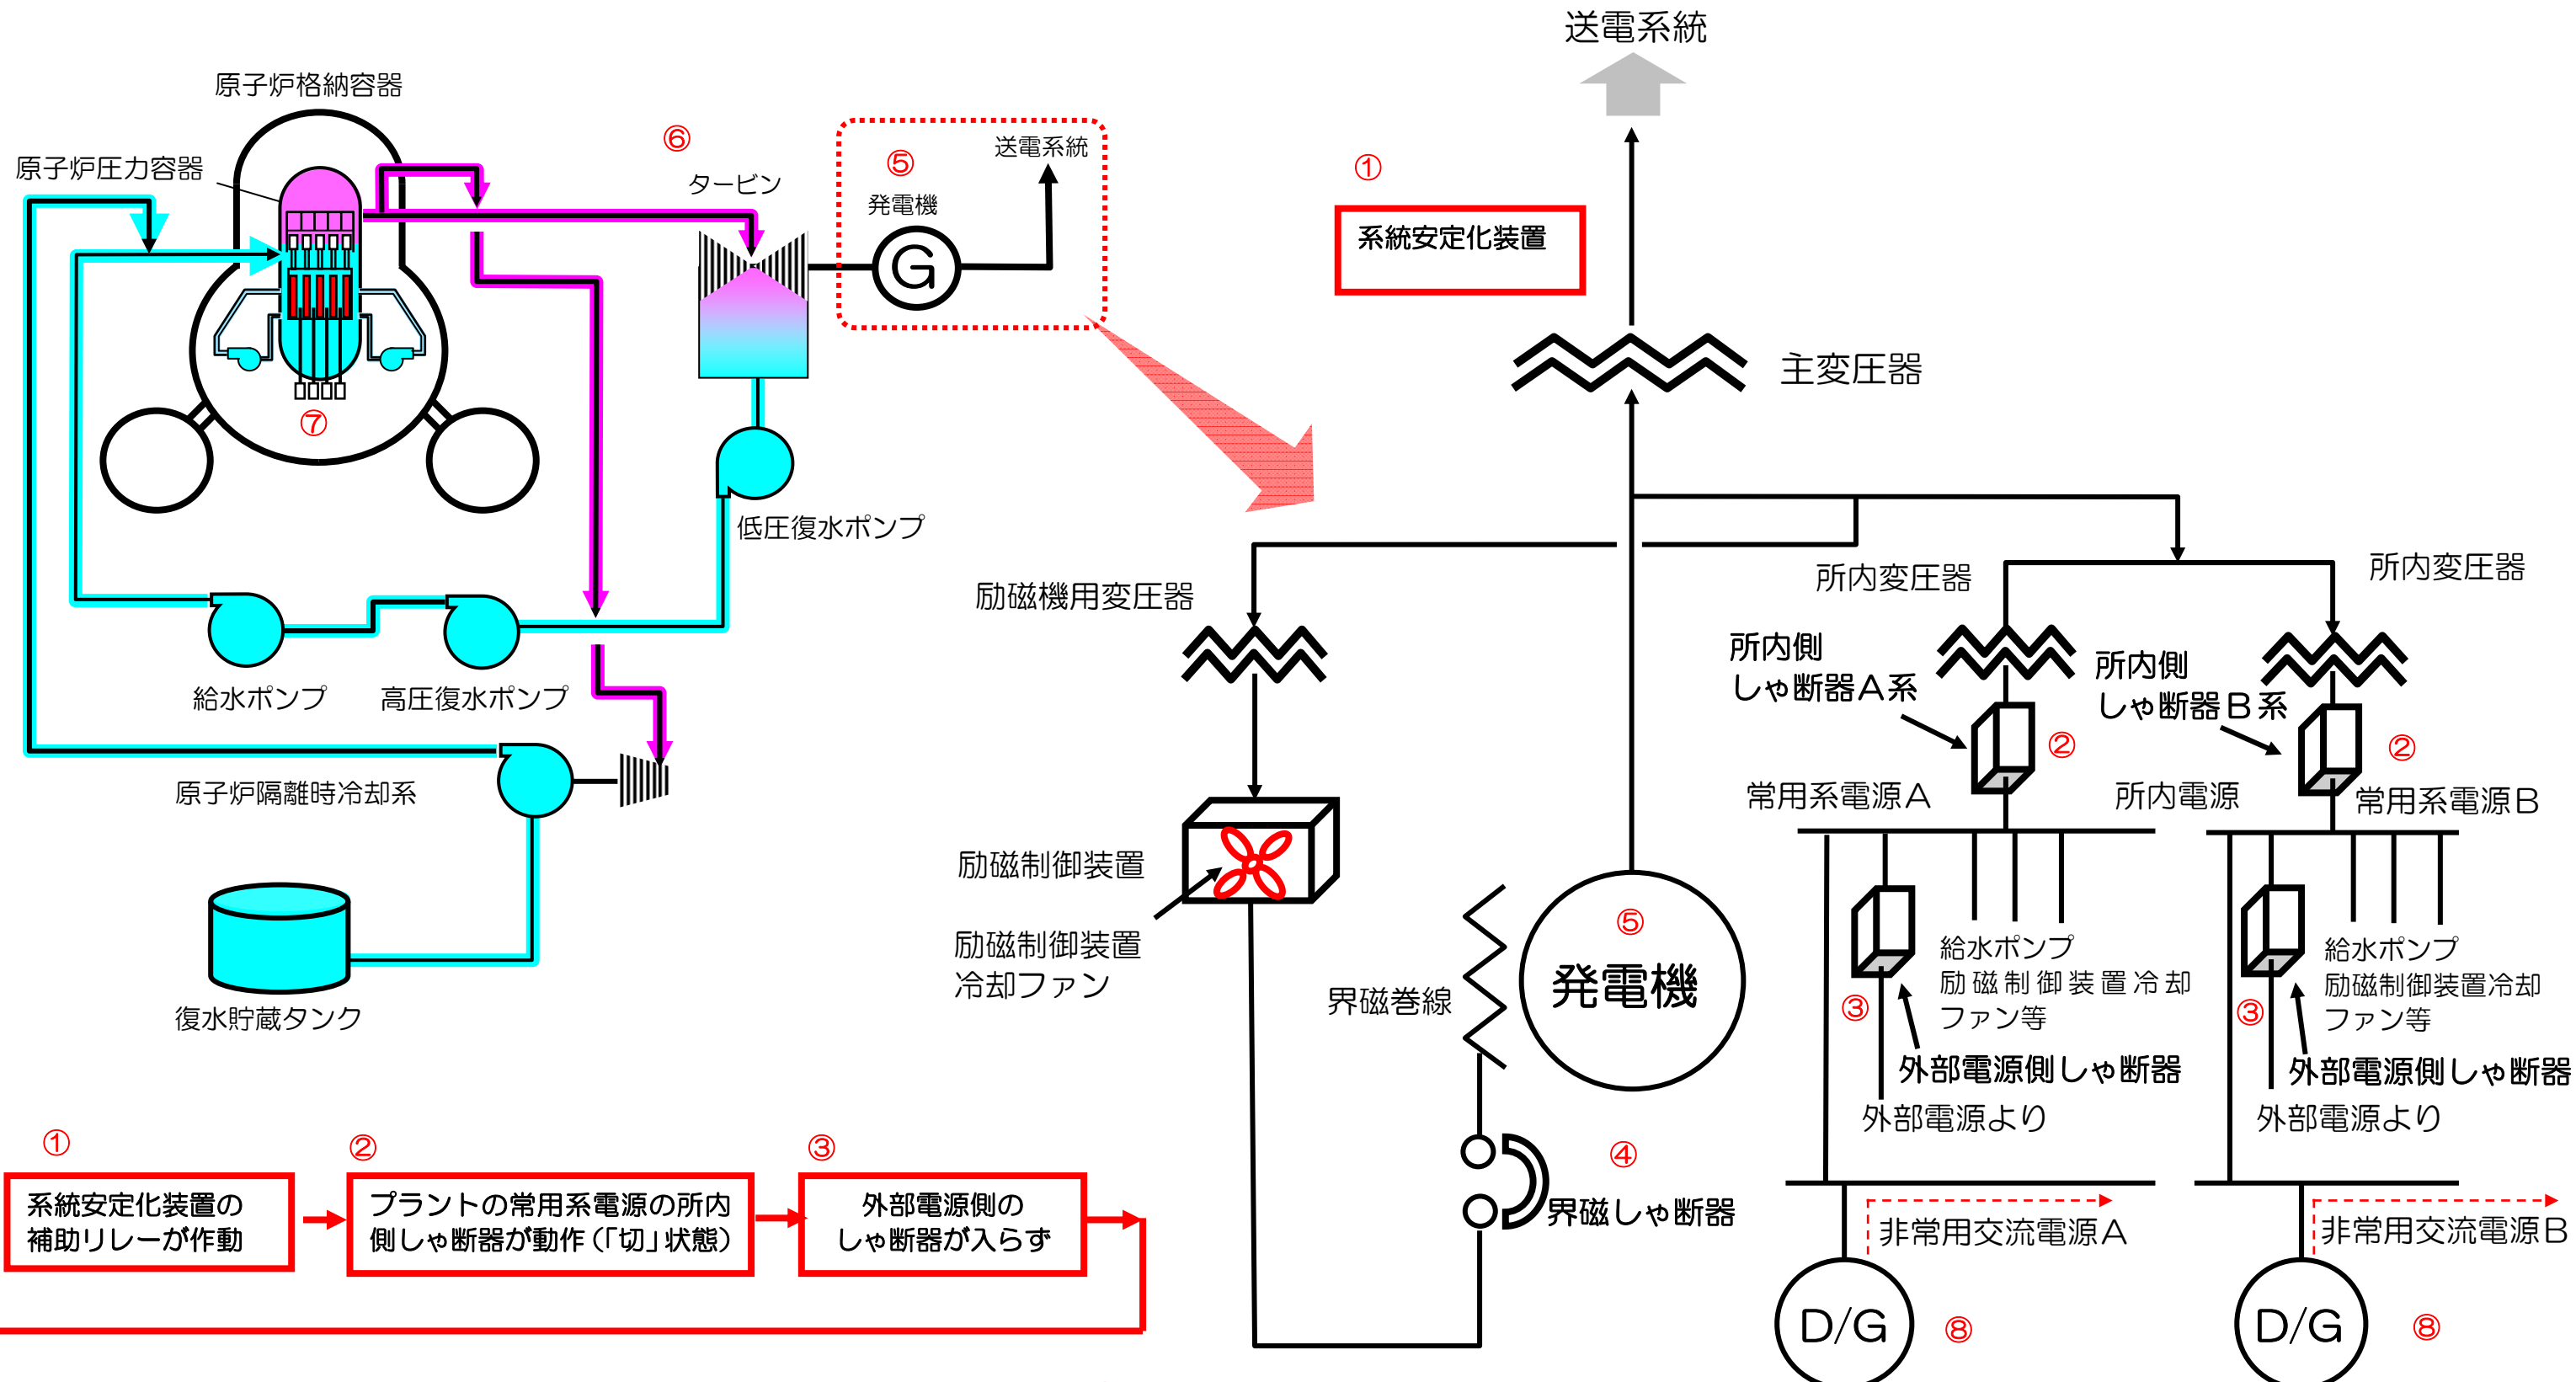 送電系統
原子炉格納容器
原子炉圧力容器
⑥
タービン
⑤
発電機
送電系統
G
①
系統安定化装置
主変圧器
⑦
低圧復水ポンプ
給水ポンプ
高圧復水ポンプ
原子炉隔離時冷却系
復水貯蔵タンク
励磁機用変圧器
所内変圧器
所内変圧器
所内側
しゃ断器A系
所内側
しゃ断器B系
②
②
常用系電源A
所内電源
常用系電源B
励磁制御装置
励磁制御装置
冷却ファン
界磁巻線
⑤
発電機
③
給水ポンプ
励磁制御装置冷却
ファン等
③
給水ポンプ
励磁制御装置冷却
ファン等
外部電源側しゃ断器
外部電源側しゃ断器
外部電源より
外部電源より
④
界磁しゃ断器
非常用交流電源A
非常用交流電源B
D/G
⑧
D/G
⑧
①
系統安定化装置の
補助リレーが作動
②
プラントの常用系電源の所内
側しゃ断器が動作(「切」状態)
③
外部電源側の
しゃ断器が入らず